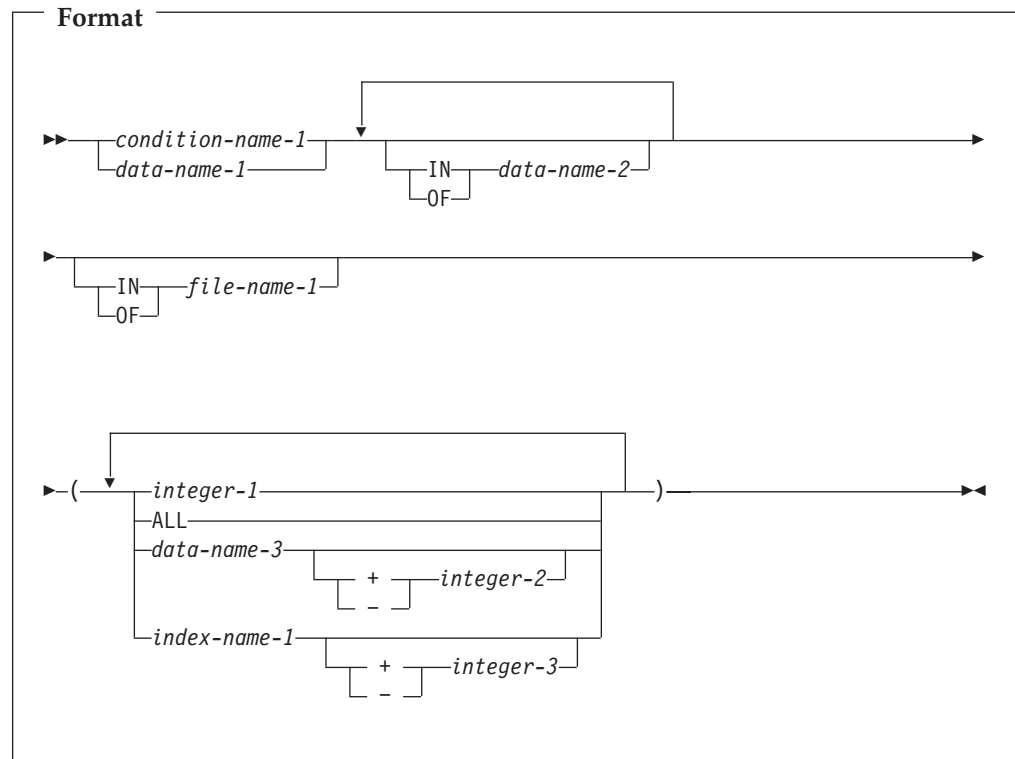 Format
condition-name-1
data-name-1 IN data-name-2
OF
IN file-name-1
OF
( integer-1 )
ALL
data-name-3
+ integer-2
–
index-name-1
+ integer-3
–